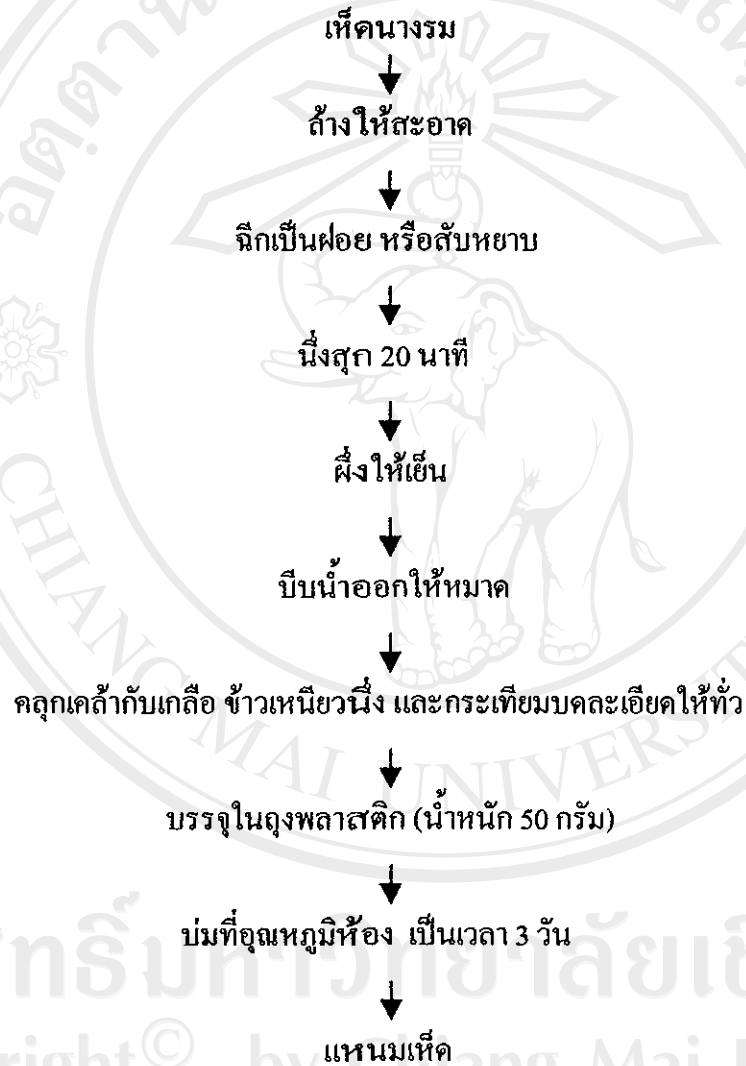 เห็ดนางรม
ล้างให้สะอาด
ฉีกเป็นฝอย หรือสับหยาบ
นึ่งสุก 20 นาที
ผึ่งให้เย็น
บีบน้ำออกให้หมาด
คลุกเคล้ากับเกลือ ข้าวเหนียวนึ่ง และกระเทียมบดละเอียดให้ทั่ว
บรรจุในถุงพลาสติก (น้ำหนัก 50 กรัม)
บ่มที่อุณหภูมิห้อง เป็นเวลา 3 วัน
แหนมเห็ด
CHIANG MAI UNIVERSIT
by Chiang Mai